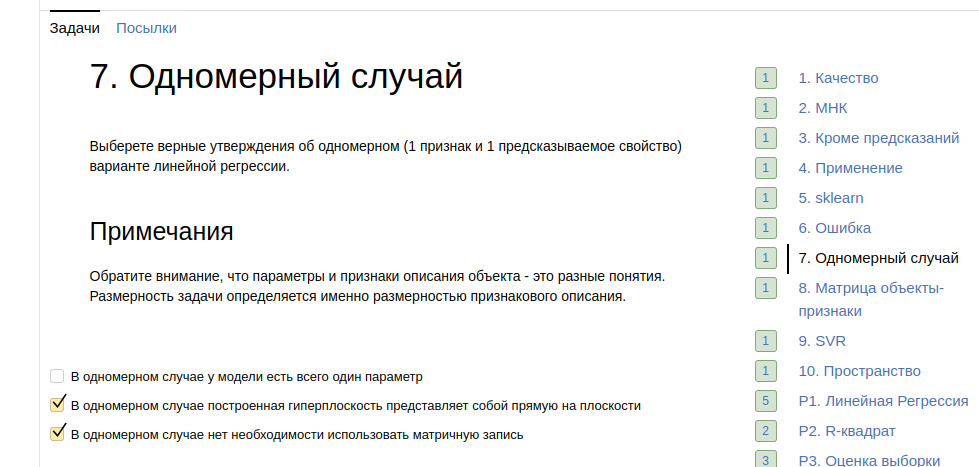 Задачи Посылки
7. Одномерный случай
Выберете верные утверждения об одномерном (1 признак и 1 предсказываемое свойство)
варианте линейной регрессии.
Примечания
Обратите внимание, что параметры и признаки описания объекта - это разные понятия.
Размерность задачи определяется именно размерностью признакового описания.
В одномерном случае у модели есть всего один параметр
В одномерном случае построенная гиперплоскость представляет собой прямую на плоскости
В одномерном случае нет необходимости использовать матричную запись
1 1. Качество
1 2. МНК
1 3. Кроме предсказаний
1 4. Применение
1 5. sklearn
1 6. Ошибка
1 7. Одномерный случай
1 8. Матрица объекты-
признаки
1 9. SVR
1 10. Пространство
5 P1. Линейная Регрессия
2 P2. R-квадрат
3 P3. Оценка выборки